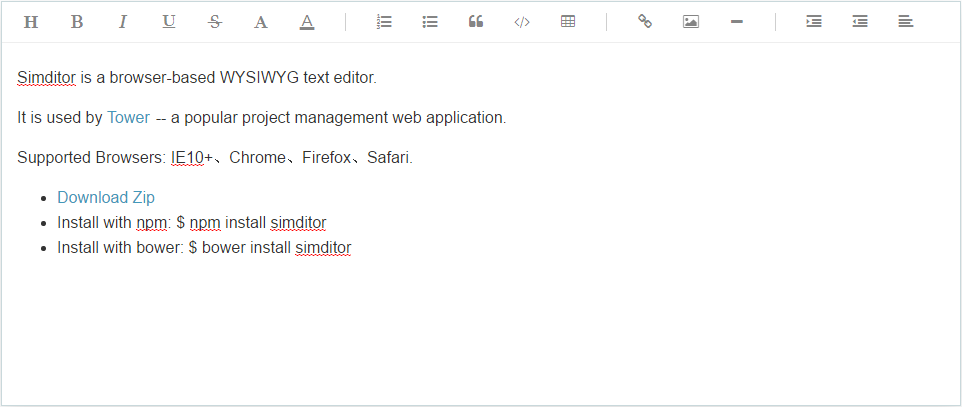 H B I U S A A
Simditor is a browser-based WYSIWYG text editor.
It is used by Tower -- a popular project management web application.
Supported Browsers: IE10+、Chrome、Firefox、Safari.
Download Zip
Install with npm: $ npm install simditor
Install with bower: $ bower install simditor